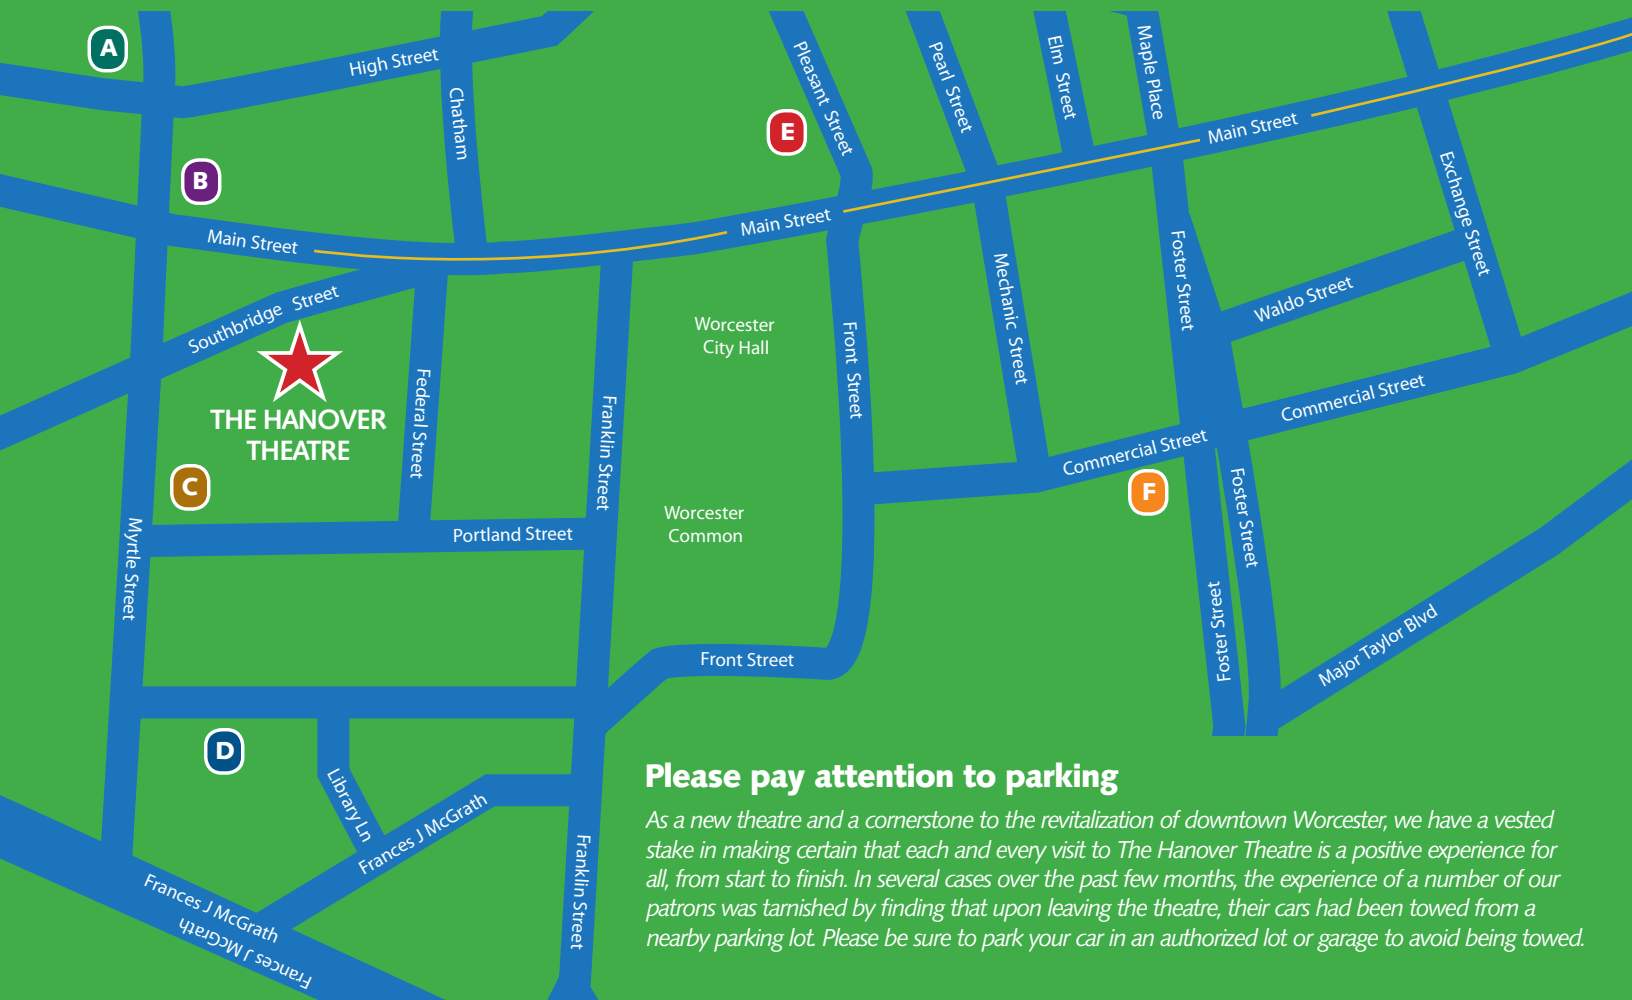 A
High Street
Chatham
Pleasant Street
Pearl Street
Elm Street
Maple Place
Main Street
E
B
Main Street
Main Street
Exchange Street
Southbridge Street
Mechanic Street
Foster Street
Waldo Street
Worcester
City Hall
Front Street
THE HANOVER
THEATRE
Federal Street
Franklin Street
Commercial Street
Commercial Street
C
F
Myrtle Street
Portland Street
Worcester
Common
Foster Street
Foster Street
Major Taylor Blvd
Front Street
D
Library Ln
Frances J McGrath
Franklin Street
Frances J McGrath
Frances J McGrath
Please pay attention to parking
As a new theatre and a cornerstone to the revitalization of downtown Worcester, we have a vested
stake in making certain that each and every visit to The Hanover Theatre is a positive experience for
all, from start to finish. In several cases over the past few months, the experience of a number of our
patrons was tarnished by finding that upon leaving the theatre, their cars had been towed from a
nearby parking lot. Please be sure to park your car in an authorized lot or garage to avoid being towed.